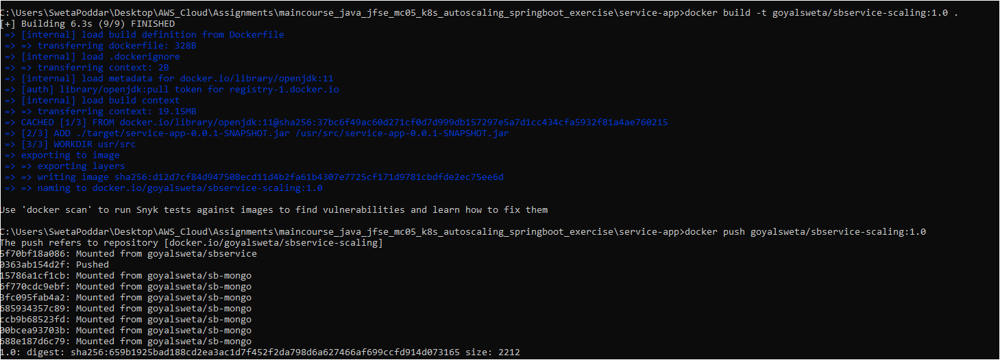 C:\Users\SwetaPoddar\Desktop\AWS_Cloud\Assignments\maincourse_java_jfse_mc05_k8s_autoscaling_springboot_exercise\service-app>docker build -t goyalsweta/sbservice-scaling:1.0 .
[+] Building 6.3s (9/9) FINISHED
=> [internal] load build definition from Dockerfile
=> => transferring dockerfile: 328B
=> [internal] load .dockerignore
=> => transferring context: 2B
=> [internal] load metadata for docker.io/library/openjdk:11
=> [auth] library/openjdk:pull token for registry-1.docker.io
=> [internal] load build context
=> => transferring context: 19.15MB
=> CACHED [1/3] FROM docker.io/library/openjdk:11@sha256:37bc6f49ac60d271cf0d7d999db157297e5a7d1cc434cfa5932f81a4ae760215
=> [2/3] ADD ./target/service-app-0.0.1-SNAPSHOT.jar /usr/src/service-app-0.0.1-SNAPSHOT.jar
=> [3/3] WORKDIR usr/src
=> exporting to image
=> => exporting layers
=> => writing image sha256:d12d7cf84d947508ecd11d4b2fa61b4307e7725cf171d9781cbdfde2ec75ee6d
=> => naming to docker.io/goyalsweta/sbservice-scaling:1.0
Use 'docker scan' to run Snyk tests against images to find vulnerabilities and learn how to fix them
C:\Users\SwetaPoddar\Desktop\AWS_Cloud\Assignments\maincourse_java_jfse_mc05_k8s_autoscaling_springboot_exercise\service-app>docker push goyalsweta/sbservice-scaling:1.0
The push refers to repository [docker.io/goyalsweta/sbservice-scaling]
5f70bf18a086: Mounted from goyalsweta/sbservice
0363ab154d2f: Pushed
15786a1cf1cb: Mounted from goyalsweta/sb-mongo
6f770cdc9ebf: Mounted from goyalsweta/sb-mongo
3fc095fab4a2: Mounted from goyalsweta/sb-mongo
685934357c89: Mounted from goyalsweta/sb-mongo
ccb9b68523fd: Mounted from goyalsweta/sb-mongo
00bcea93703b: Mounted from goyalsweta/sb-mongo
688e187d6c79: Mounted from goyalsweta/sb-mongo
1.0: digest: sha256:659b1925bad188cd2ea3ac1d7f452f2da798d6a627466af699ccfd914d073165 size: 2212